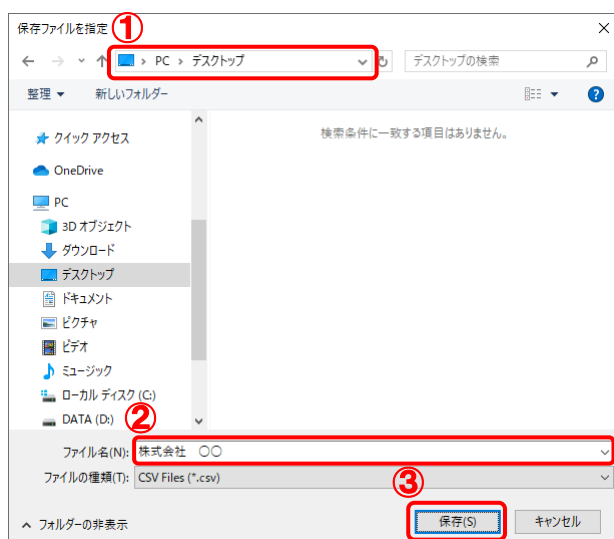 保存ファイルを指定 ①
PC › デスクトップ
デスクトップの検索
整理 新しいフォルダー
クイック アクセス
検索条件に一致する項目はありません。
OneDrive
PC
3D オブジェクト
ダウンロード
デスクトップ
ドキュメント
ピクチャ
ビデオ
ミュージック
ローカル ディスク (C:)
DATA (D:)
②
ファイル名(N): 株式会社　○○
ファイルの種類(T): CSV Files (*.csv)
③
フォルダーの非表示
保存(S)
キャンセル